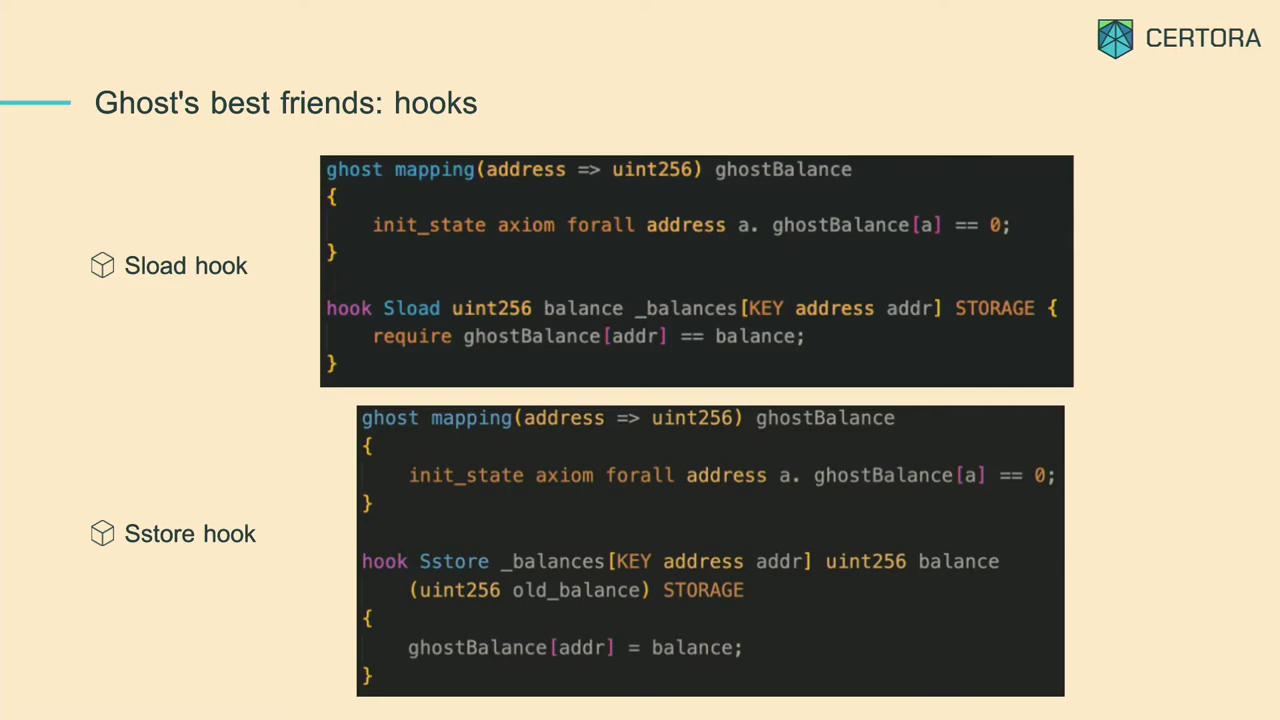 CERTORA
Ghost's best friends: hooks
Sload hook
ghost mapping(address => uint256) ghostBalance
{
    init_state axiom forall address a. ghostBalance[a] == 0;
}
hook Sload uint256 balance _balances[KEY address addr] STORAGE {
    require ghostBalance[addr] == balance;
}
Sstore hook
ghost mapping(address => uint256) ghostBalance
{
    init_state axiom forall address a. ghostBalance[a] == 0;
}
hook Sstore _balances[KEY address addr] uint256 balance
    (uint256 old_balance) STORAGE
{
    ghostBalance[addr] = balance;
}